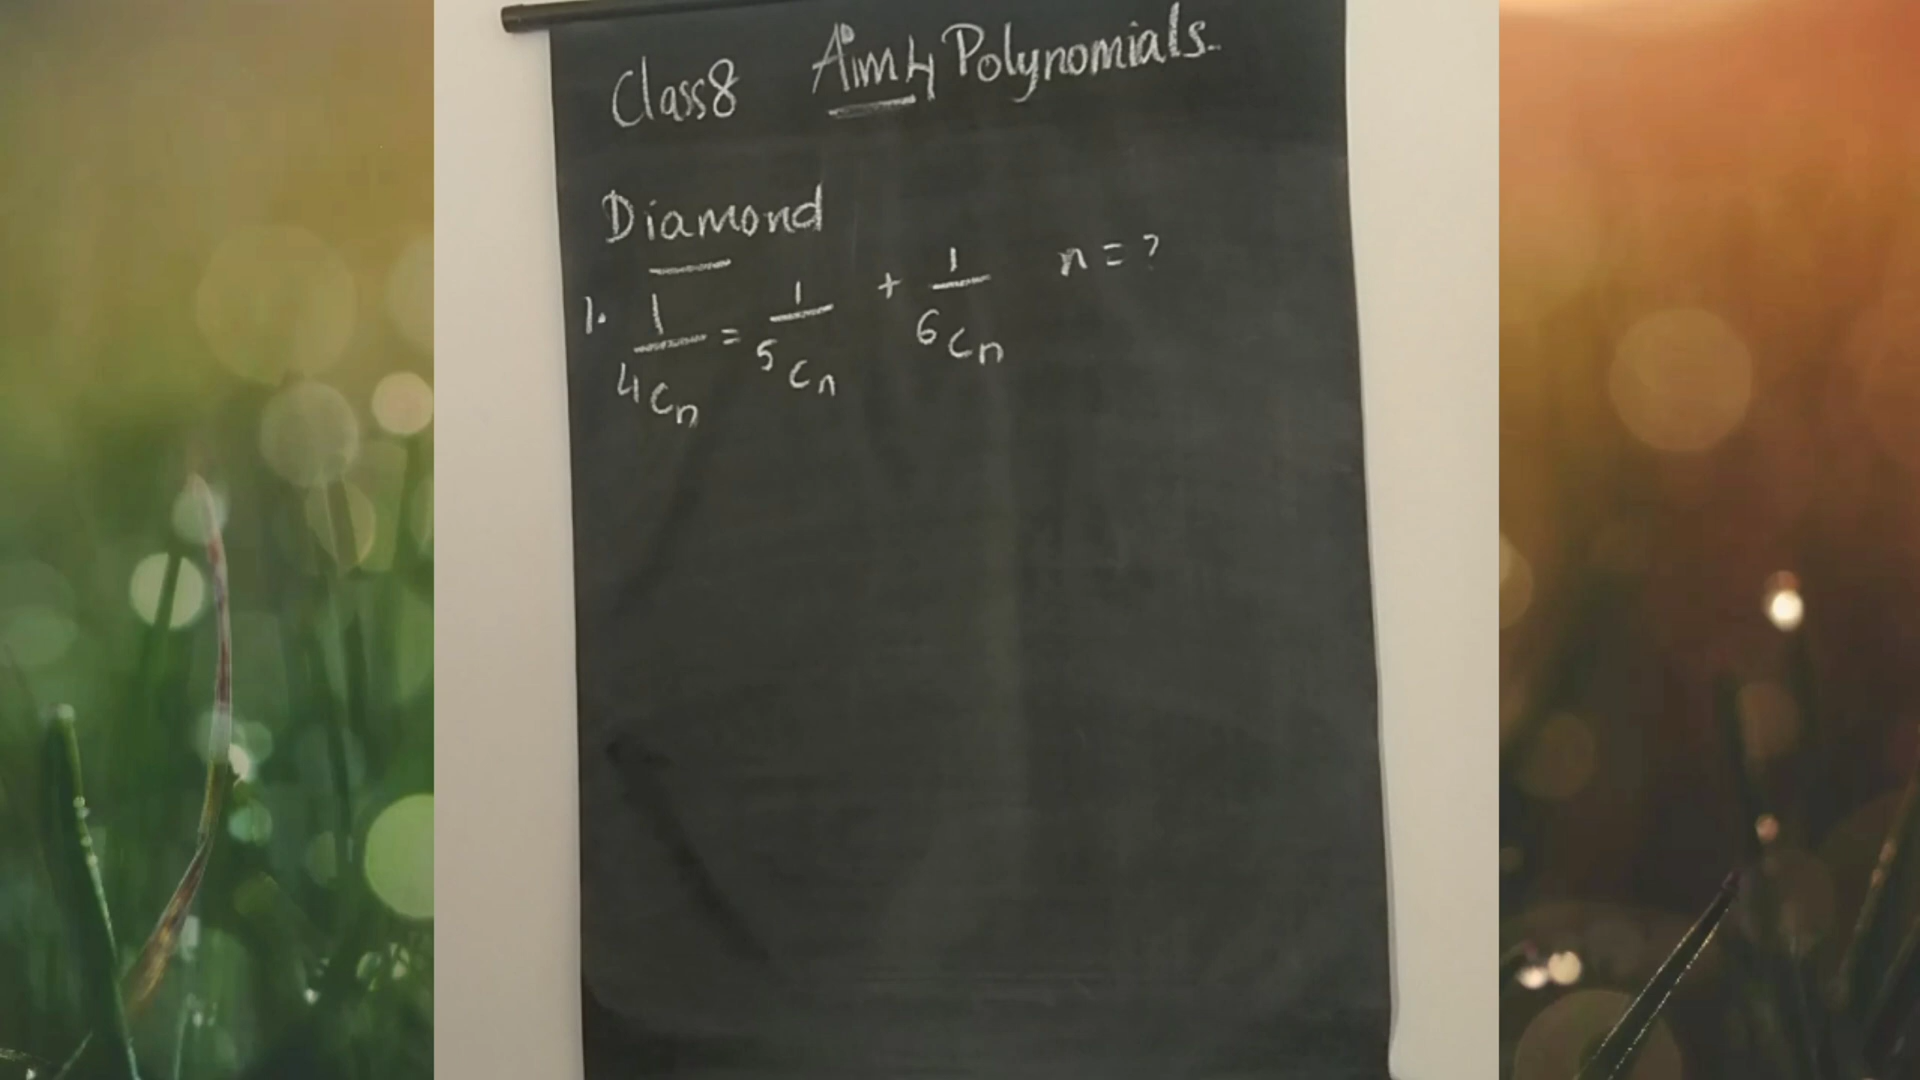 Class8 Aim4 Polynomials.
Diamond
1. 1/4Cn = 1/5Cn + 1/6Cn n = ?